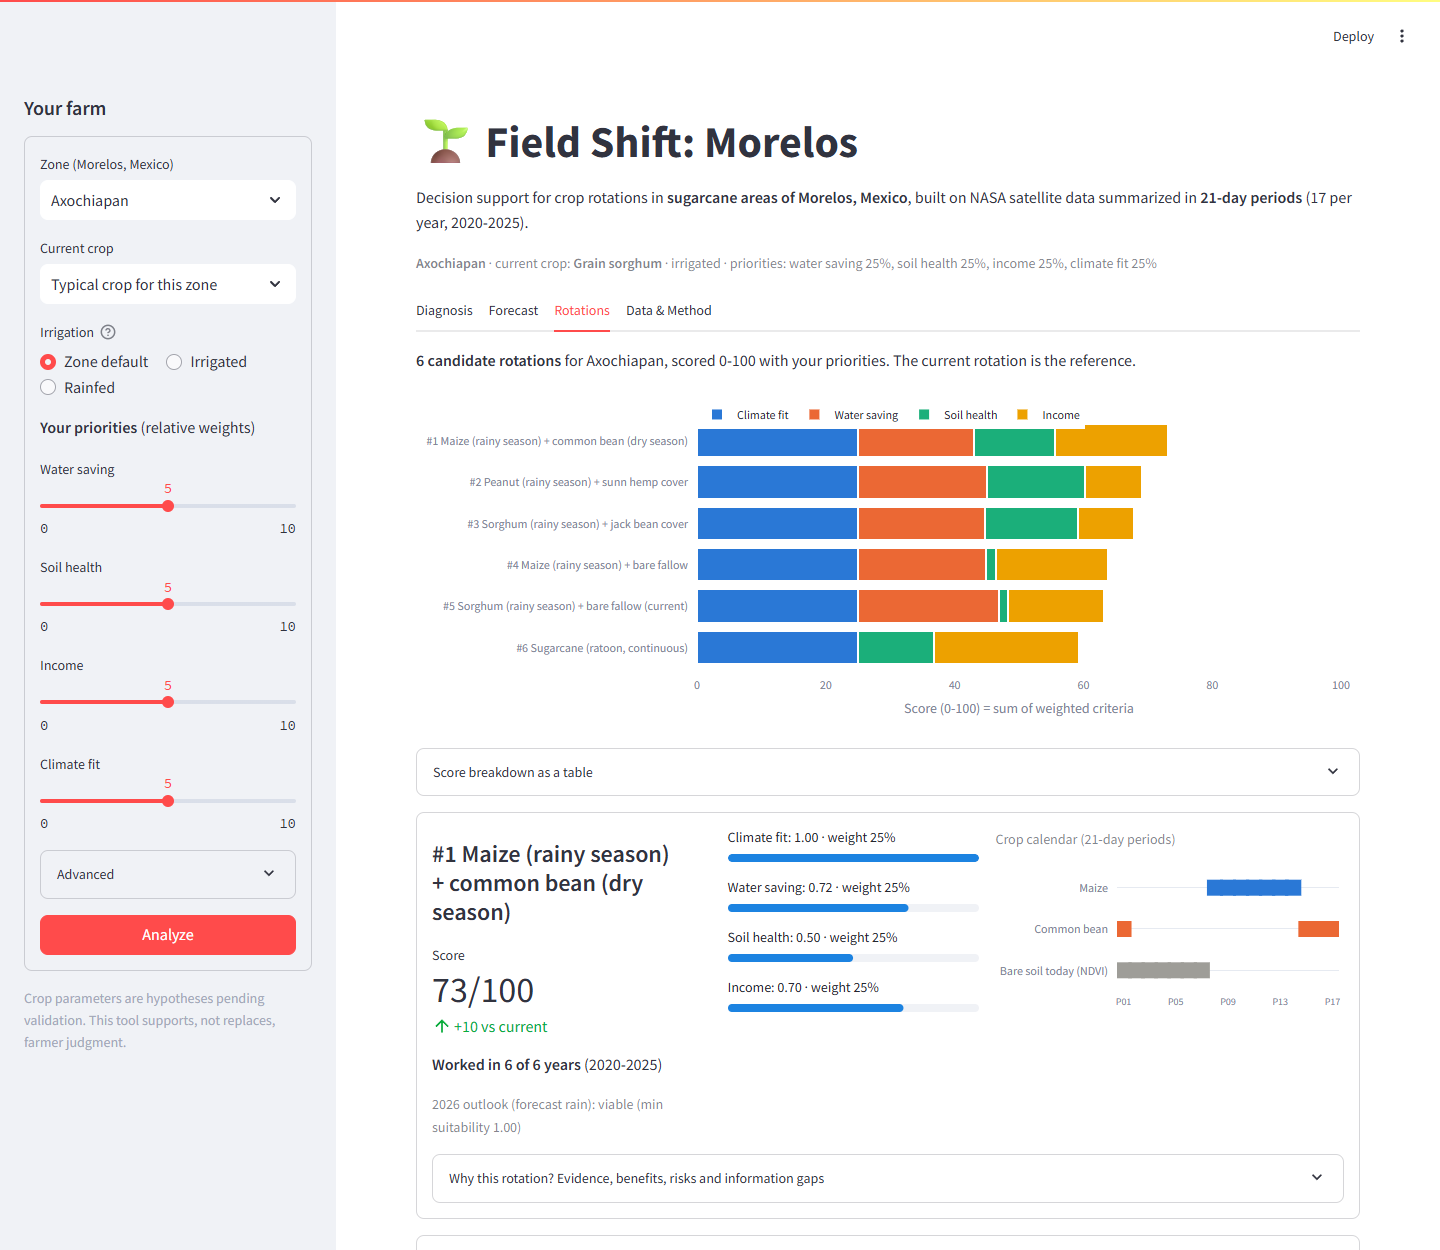 Deploy
Your farm
Zone (Morelos, Mexico)
Axochiapan
Current crop
Typical crop for this zone
Irrigation
Zone default
Irrigated
Rainfed
Your priorities (relative weights)
Water saving
5
0 10
Soil health
5
0 10
Income
5
0 10
Climate fit
5
0 10
Advanced
Analyze
Crop parameters are hypotheses pending
validation. This tool supports, not replaces,
farmer judgment.
Field Shift: Morelos
Decision support for crop rotations in sugarcane areas of Morelos, Mexico, built on NASA satellite data summarized in 21-day periods (17 per
year, 2020-2025).
Axochiapan · current crop: Grain sorghum · irrigated · priorities: water saving 25%, soil health 25%, income 25%, climate fit 25%
Diagnosis Forecast Rotations Data & Method
6 candidate rotations for Axochiapan, scored 0-100 with your priorities. The current rotation is the reference.
Climate fit Water saving Soil health Income
#1 Maize (rainy season) + common bean (dry season)
#2 Peanut (rainy season) + sunn hemp cover
#3 Sorghum (rainy season) + jack bean cover
#4 Maize (rainy season) + bare fallow
#5 Sorghum (rainy season) + bare fallow (current)
#6 Sugarcane (ratoon, continuous)
0 20 40 60 80 100
Score (0-100) = sum of weighted criteria
Score breakdown as a table
#1 Maize (rainy season)
+ common bean (dry
season)
Score
73/100
+10 vs current
Worked in 6 of 6 years (2020-2025)
2026 outlook (forecast rain): viable (min
suitability 1.00)
Climate fit: 1.00 · weight 25%
Water saving: 0.72 · weight 25%
Soil health: 0.50 · weight 25%
Income: 0.70 · weight 25%
Crop calendar (21-day periods)
Maize
Common bean
Bare soil today (NDVI)
P01 P05 P09 P13 P17
Why this rotation? Evidence, benefits, risks and information gaps